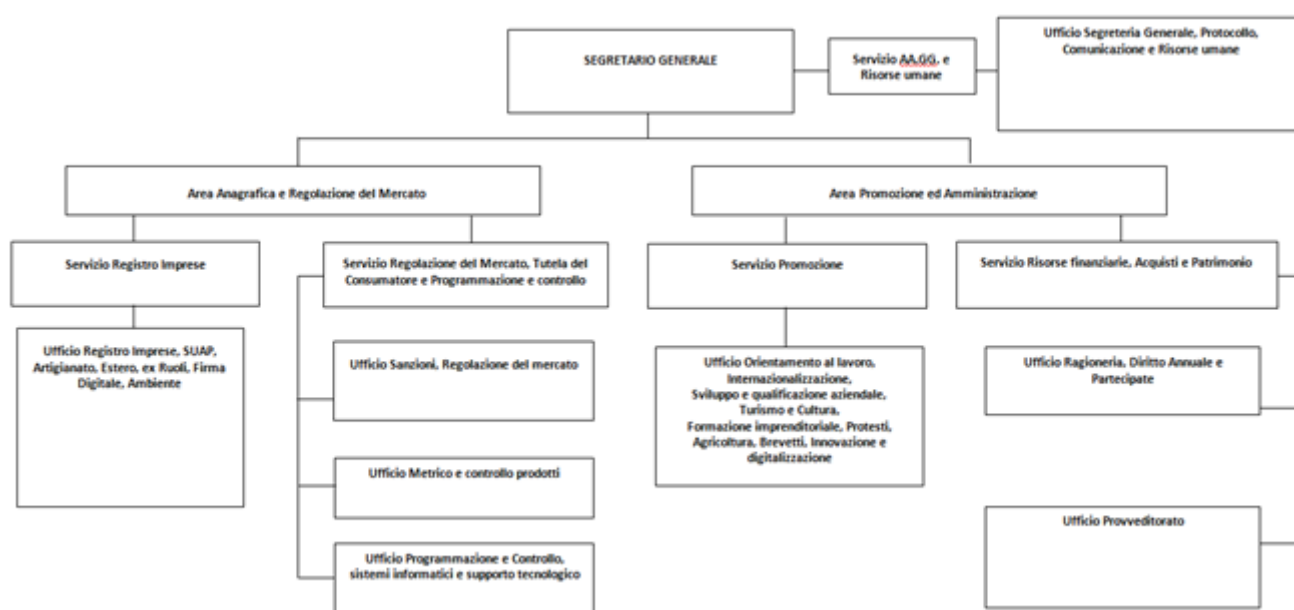 SEGRETARIO GENERALE
Servizio AA.GG. e
Risorse umane
Ufficio Segreteria Generale, Protocollo,
Comunicazione e Risorse umane
Area Anagrafica e Regolazione del Mercato
Area Promozione ed Amministrazione
Servizio Registro Imprese
Servizio Regolazione del Mercato, Tutela del
Consumatore e Programmazione e controllo
Servizio Promozione
Servizio Risorse finanziarie, Acquisti e Patrimonio
Ufficio Registro Imprese, SUAP,
Artigianato, Estero, ex Ruoli, Firma
Digitale, Ambiente
Ufficio Sanzioni, Regolazione del mercato
Ufficio Metrico e controllo prodotti
Ufficio Programmazione e Controllo,
sistemi informatici e supporto tecnologico
Ufficio Orientamento al lavoro,
Internazionalizzazione,
Sviluppo e qualificazione aziendale,
Turismo e Cultura,
Formazione imprenditoriale, Protesti,
Agricoltura, Brevetti, Innovazione e
digitalizzazione
Ufficio Ragioneria, Diritto Annuale e
Partecipate
Ufficio Provveditorato